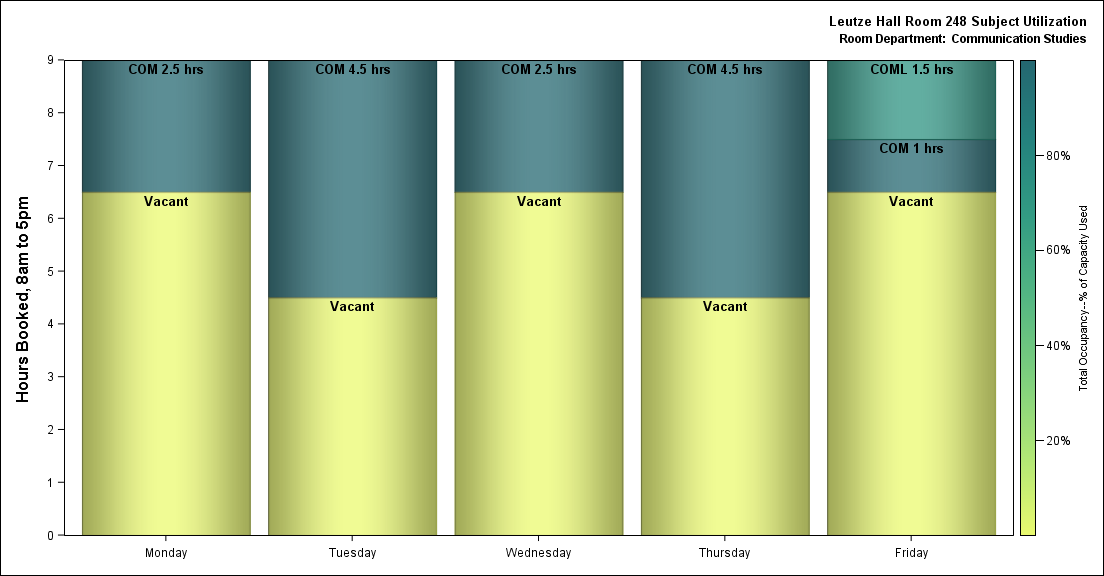 Leutze Hall Room 248 Subject Utilization
Room Department: Communication Studies
Hours Booked, 8am to 5pm
9
8
7
6
5
4
3
2
1
0
COM 2.5 hrs
Vacant
COM 4.5 hrs
Vacant
COM 2.5 hrs
Vacant
COM 4.5 hrs
Vacant
COML 1.5 hrs
COM 1 hrs
Vacant
Monday
Tuesday
Wednesday
Thursday
Friday
80%
60%
40%
20%
Total Occupancy--% of Capacity Used